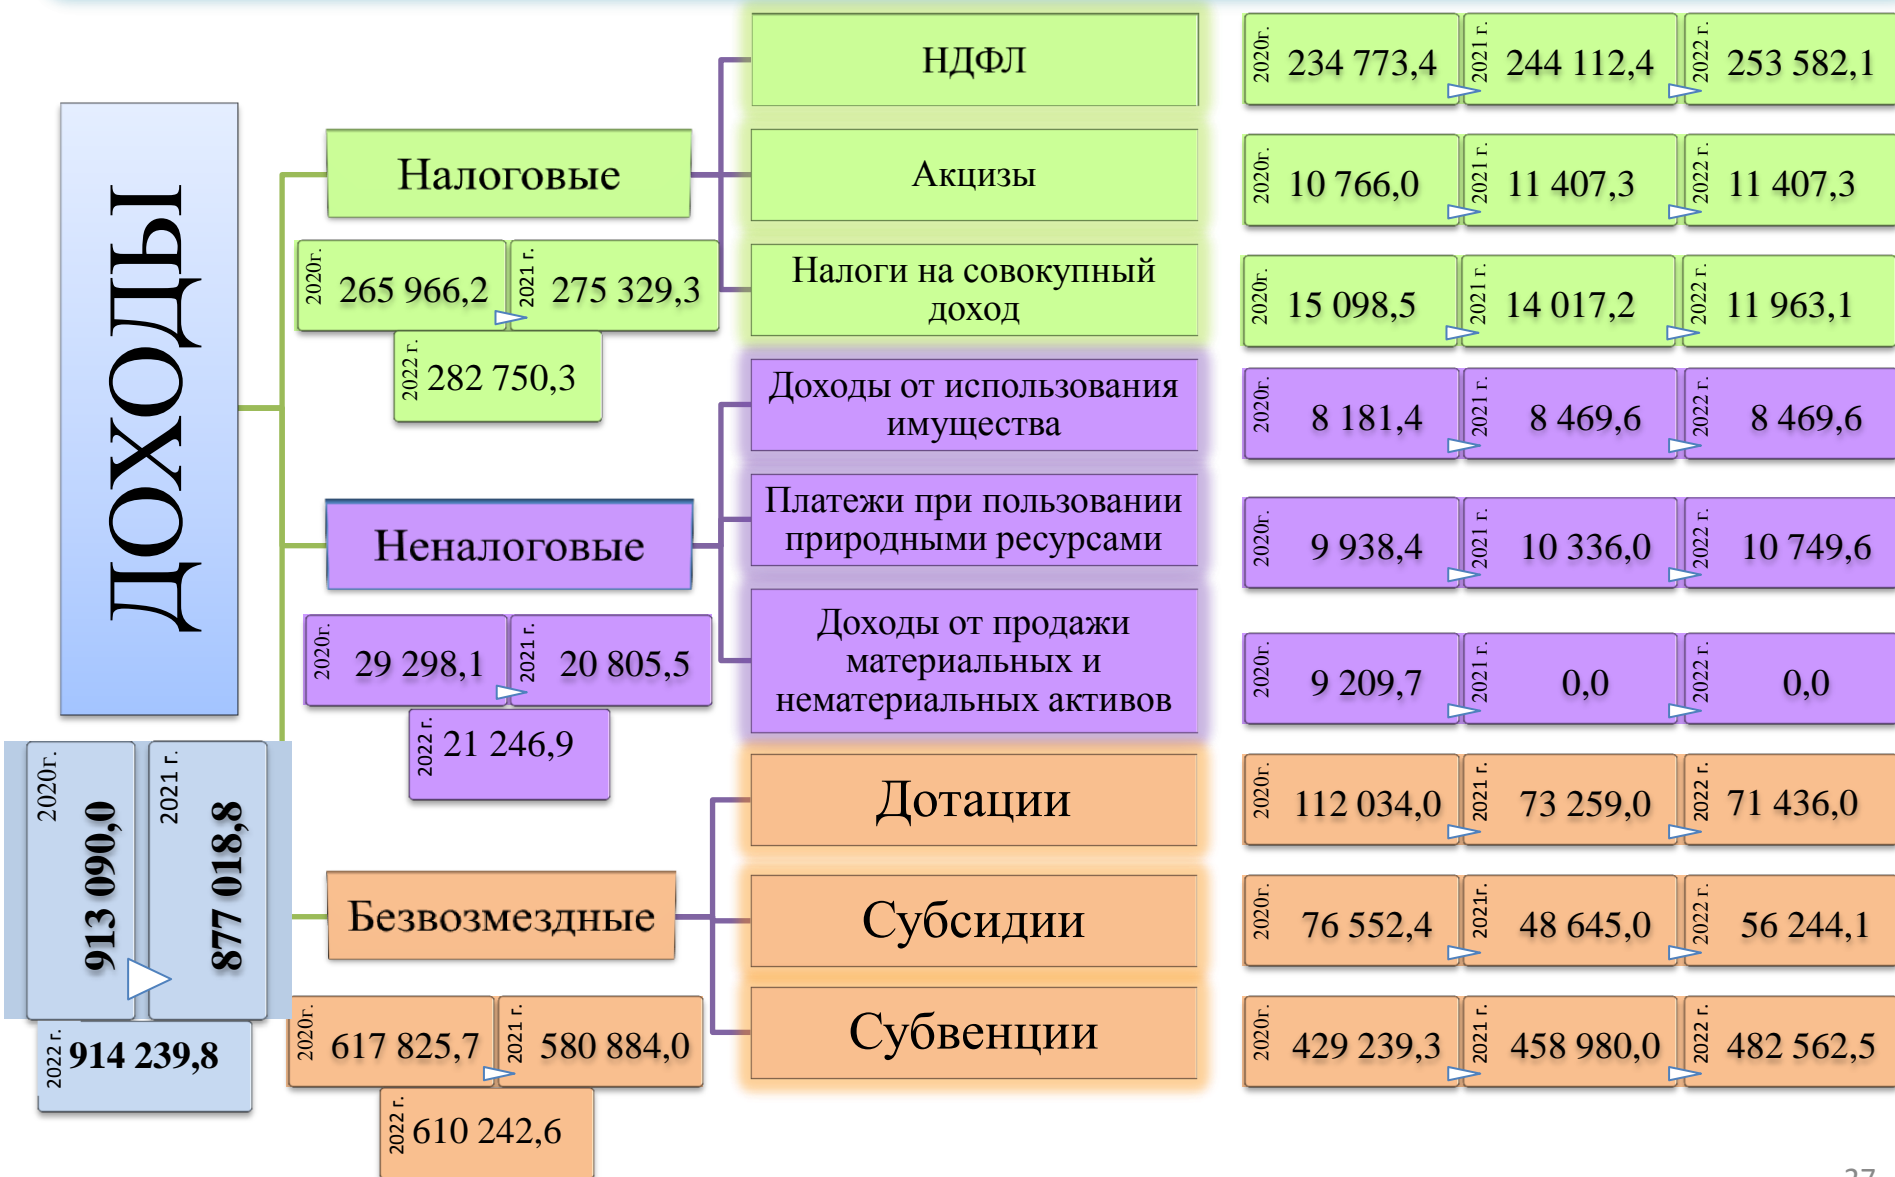 ДОХОДЫ
2020г.
913 090,0
2021 г.
877 018,8
2022 г.
914 239,8
Налоговые
2020г.
265 966,2
2021 г.
275 329,3
2022 г.
282 750,3
НДФЛ
2020г.
234 773,4
2021 г.
244 112,4
2022 г.
253 582,1
Акцизы
2020г.
10 766,0
2021 г.
11 407,3
2022 г.
11 407,3
Налоги на совокупный
доход
2020г.
15 098,5
2021 г.
14 017,2
2022 г.
11 963,1
Неналоговые
2020г.
29 298,1
2021 г.
20 805,5
2022 г.
21 246,9
Доходы от использования
имущества
2020г.
8 181,4
2021 г.
8 469,6
2022 г.
8 469,6
Платежи при пользовании
природными ресурсами
2020г.
9 938,4
2021 г.
10 336,0
2022 г.
10 749,6
Доходы от продажи
материальных и
нематериальных активов
2020г.
9 209,7
2021 г.
0,0
2022 г.
0,0
Безвозмездные
2020г.
617 825,7
2021 г.
580 884,0
2022 г.
610 242,6
Дотации
2020г.
112 034,0
2021 г.
73 259,0
2022 г.
71 436,0
Субсидии
2020г.
76 552,4
2021г.
48 645,0
2022 г.
56 244,1
Субвенции
2020г.
429 239,3
2021 г.
458 980,0
2022 г.
482 562,5